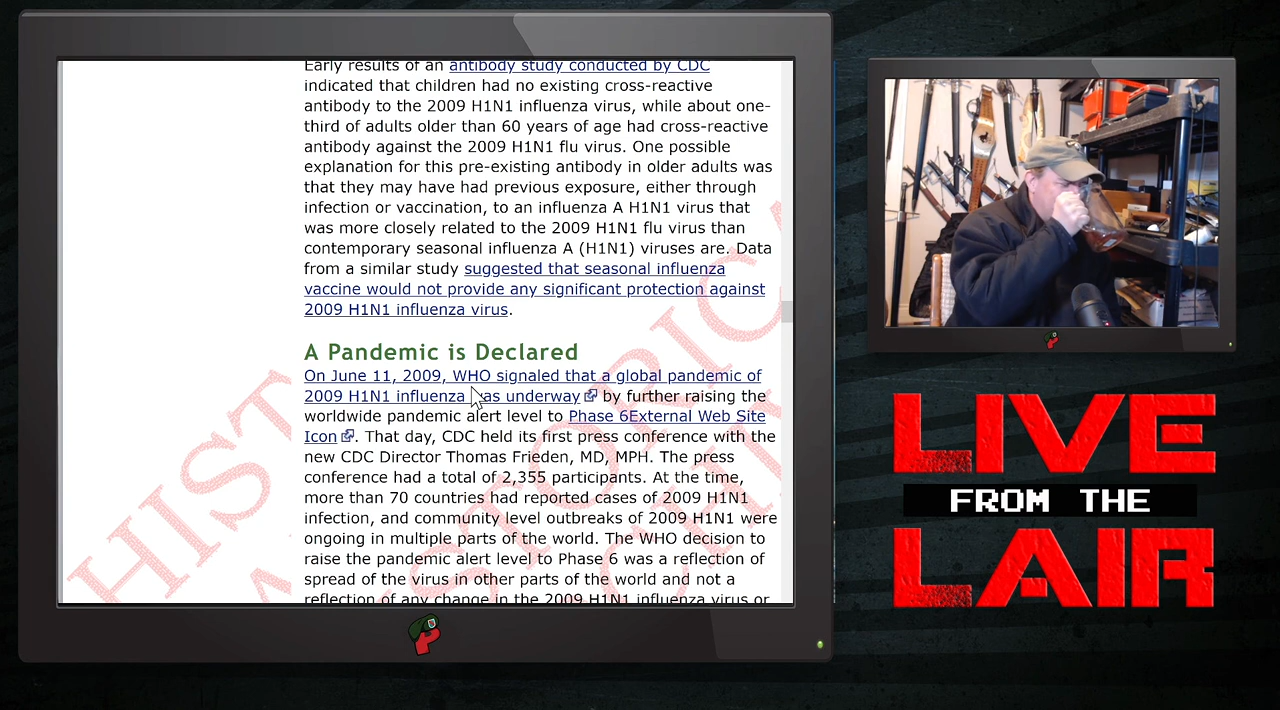 Early results of an antibody study conducted by CDC
indicated that children had no existing cross-reactive
antibody to the 2009 H1N1 influenza virus, while about one-
third of adults older than 60 years of age had cross-reactive
antibody against the 2009 H1N1 flu virus. One possible
explanation for this pre-existing antibody in older adults was
that they may have had previous exposure, either through
infection or vaccination, to an influenza A H1N1 virus that
was more closely related to the 2009 H1N1 flu virus than
contemporary seasonal influenza A (H1N1) viruses are. Data
from a similar study suggested that seasonal influenza
vaccine would not provide any significant protection against
2009 H1N1 influenza virus.
A Pandemic is Declared
On June 11, 2009, WHO signaled that a global pandemic of
2009 H1N1 influenza was underway by further raising the
worldwide pandemic alert level to Phase 6External Web Site
Icon. That day, CDC held its first press conference with the
new CDC Director Thomas Frieden, MD, MPH. The press
conference had a total of 2,355 participants. At the time,
more than 70 countries had reported cases of 2009 H1N1
infection, and community level outbreaks of 2009 H1N1 were
ongoing in multiple parts of the world. The WHO decision to
raise the pandemic alert level to Phase 6 was a reflection of
spread of the virus in other parts of the world and not a
reflection of any change in the 2009 H1N1 influenza virus or
LIVE
FROM THE
LAIR